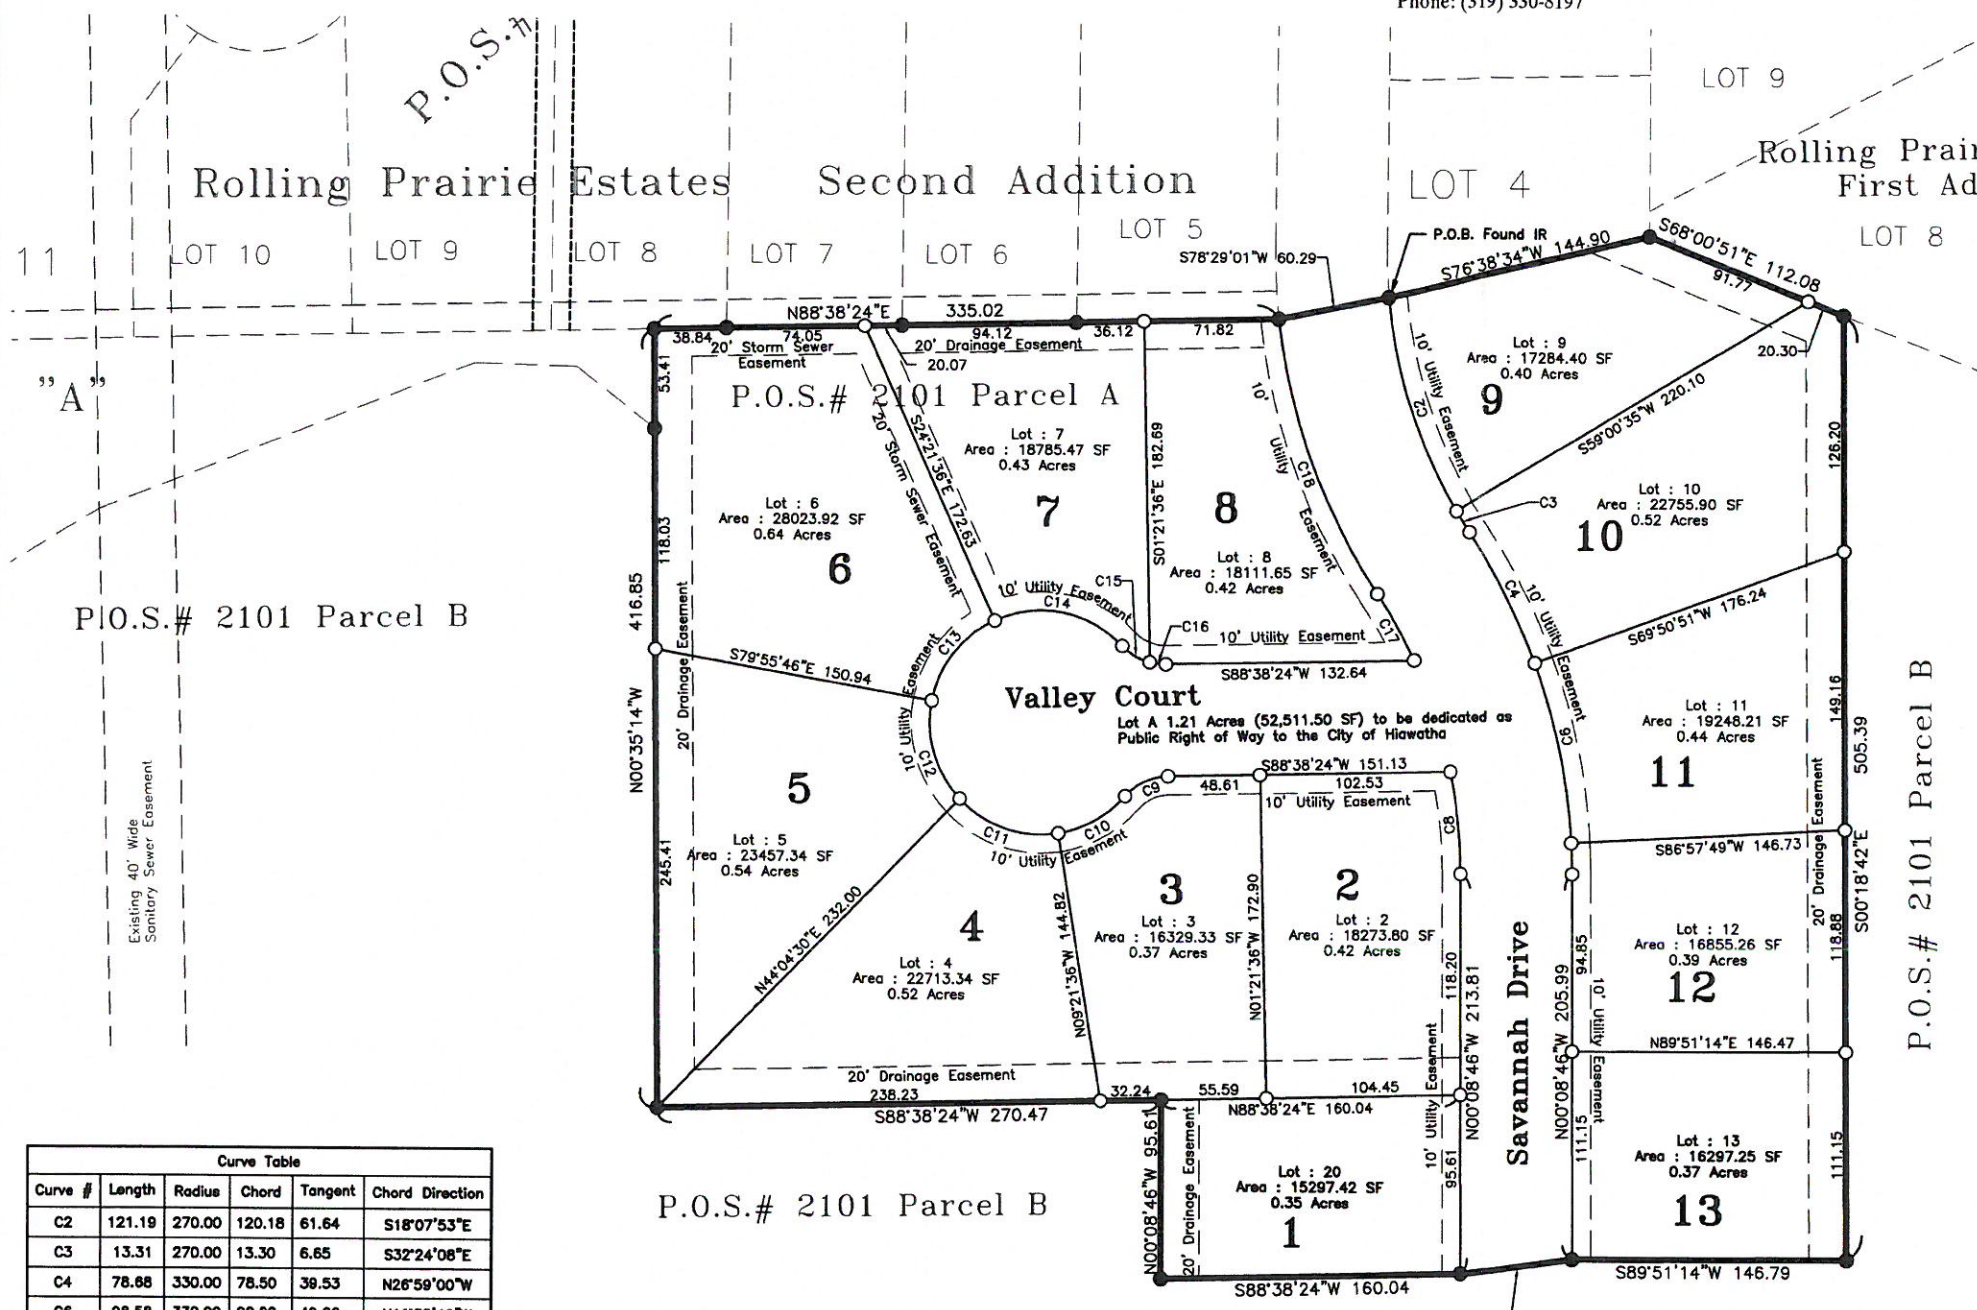 Phone: (319) 330-8197
P.O.S.#
LOT 9
Rolling Prairie Estates Second Addition
LOT 4
Rolling Prair
First Ad
11
LOT 10
LOT 9
LOT 8
LOT 7
LOT 6
LOT 5
LOT 8
P.O.B. Found IR
S78°29'01"W 60.29
S76°38'34"W 144.90
S68°00'51"E 112.08
91.77
20.30
N88°38'24"E 335.02
38.84
74.05
94.12
36.12
71.82
20' Storm Sewer
Easement
20' Drainage Easement
20.07
"A"
53.41
P.O.S.# 2101 Parcel A
S24°21'36"E 172.63
20' Storm Sewer Easement
Lot : 7
Area : 18785.47 SF
0.43 Acres
7
S01°21'36"E 182.69
10' Utility Easement
C18
8
Lot : 8
Area : 18111.65 SF
0.42 Acres
10' Utility Easement
C2
Lot : 9
Area : 17284.40 SF
0.40 Acres
9
S59°00'35"W 220.10
126.20
Lot : 10
Area : 22755.90 SF
0.52 Acres
10
C3
Lot : 6
Area : 28023.92 SF
0.64 Acres
6
118.03
416.85
N00°35'14"W
P.O.S.# 2101 Parcel B
20' Drainage Easement
10' Utility Easement
C14
C15
C16
10' Utility Easement
C17
S88°38'24"W 132.64
C4
10' Utility Easement
S69°50'51"W 176.24
S79°55'46"E 150.94
C13
10' Utility Easement
C12
Valley Court
Lot A 1.21 Acres (52,511.50 SF) to be dedicated as
Public Right of Way to the City of Hiawatha
C6
Lot : 11
Area : 19248.21 SF
0.44 Acres
11
149.16
505.39
S00°18'42"E
P.O.S.# 2101 Parcel B
5
Lot : 5
Area : 23457.34 SF
0.54 Acres
245.41
S88°38'24"W 151.13
48.61
102.53
10' Utility Easement
C9
C10
C11
10' Utility Easement
C8
S86°57'49"W 146.73
20' Drainage Easement
Existing 40' Wide
Sanitary Sewer Easement
N44°04'30"E 232.00
4
Lot : 4
Area : 22713.34 SF
0.52 Acres
N09°21'36"W 144.82
3
Lot : 3
Area : 16329.33 SF
0.37 Acres
N01°21'36"W 172.90
2
Lot : 2
Area : 18273.80 SF
0.42 Acres
118.20
N00°08'46"W 213.81
Savannah Drive
N00°08'46"W 205.99
94.85
10' Utility Easement
Lot : 12
Area : 16855.26 SF
0.39 Acres
12
118.88
N89°51'14"E 146.47
20' Drainage Easement
238.23
32.24
55.59
104.45
S88°38'24"W 270.47
N88°38'24"E 160.04
10' Utility Easement
95.61
N00°08'46"W 95.61
20' Drainage Easement
Lot : 20
Area : 15297.42 SF
0.35 Acres
1
111.15
Lot : 13
Area : 16297.25 SF
0.37 Acres
13
111.15
P.O.S.# 2101 Parcel B
S88°38'24"W 160.04
S89°51'14"W 146.79
Curve Table
Curve # Length Radius Chord Tangent Chord Direction
C2 121.19 270.00 120.18 61.64 S18°07'53"E
C3 13.31 270.00 13.30 6.65 S32°24'08"E
C4 78.68 330.00 78.50 39.53 N26°59'00"W